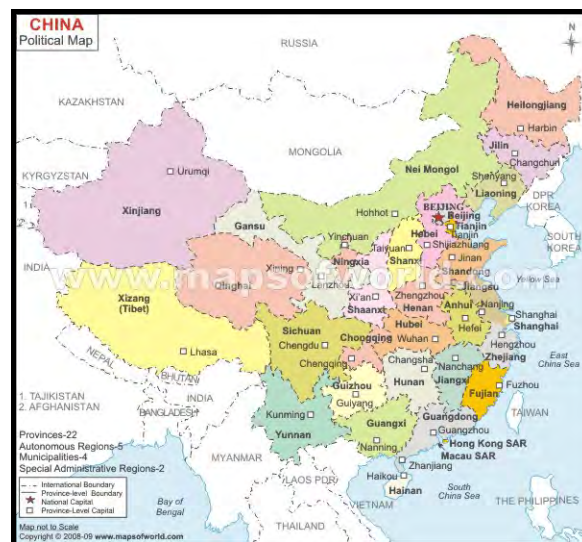 CHINA
Political Map
N
RUSSIA
KAZAKHSTAN
MONGOLIA
KYRGYZSTAN
Heilongjiang
Harbin
Jilin
Changchun
Urumqi
Nei Mongol
Shenyang
Liaoning
Xinjiang
Gansu
Hohhot
BEIJING
Beijing
Tianjin
Tianjin
DPR
KOREA
SOUTH
KOREA
Yinchuan
Taiyuan
Hebei
Shijiazhuang
Ningxia
Shanxi
Jinan
Shandong
INDIA
Xining
Qinghai
Lanzhou
www.mapsofworld.com
Yellow Sea
Xizang
(Tibet)
Xi'an
Shaanxi
Zhengzhou
Henan
Jiangsu
Anhui
Nanjing
Hefei
Shanghai
Shanghai
Sichuan
Chengdu
Chongqing
Hubei
Wuhan
Hengzhou
Zhejiang
Lhasa
Chengqing
Changsha
Nanchang
East
China Sea
NEPAL
BHUTAN
Guizhou
Guiyang
Hunan
Jiangxi
Fujian
Fuzhou
1. TAJIKISTAN
2. AFGHANISTAN
INDIA
BANGLADESH
Kunming
Yunnan
Guangxi
Nanning
Guangdong
Guangzhou
TAIWAN
Hong Kong SAR
Macau SAR
Provinces-22
Autonomous Regions-5
Municipalities-4
Special Administrative Regions-2
MYANMAR
Zhanjiang
Haikou
Hainan
LAOS PDR
VIETNAM
South
China Sea
THE PHILIPPINES
THAILAND
Bay of
Bengal
International Boundary
Province-level Boundary
National Capital
Province-Level Capital
Map not to Scale
Copyright © 2008-09 www.mapsofworld.com